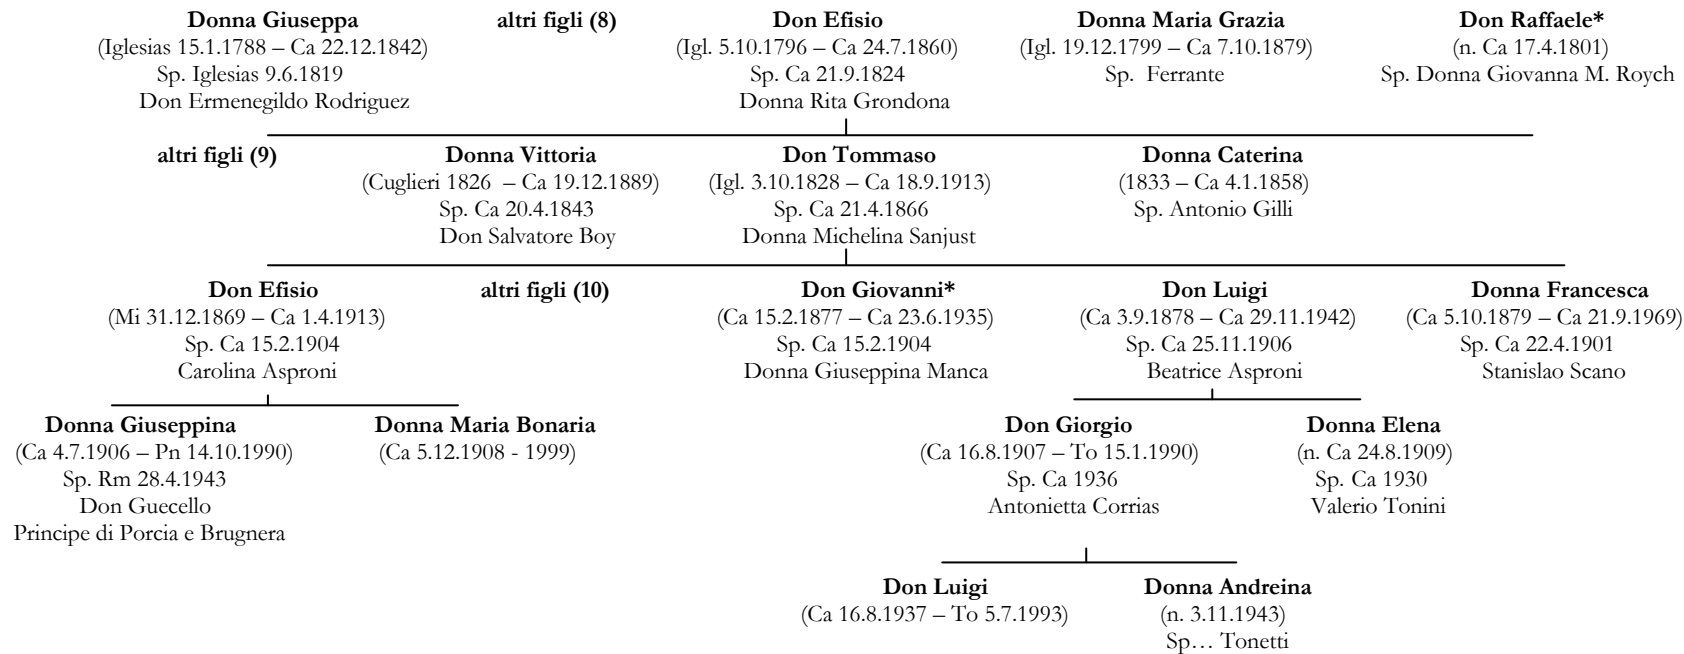 Donna Giuseppa altri figli (8) Don Efisio Donna Maria Grazia Don Raffaele*
(Iglesias 15.1.1788 – Ca 22.12.1842) (Igl. 5.10.1796 – Ca 24.7.1860) (Igl. 19.12.1799 – Ca 7.10.1879) (n. Ca 17.4.1801)
Sp. Iglesias 9.6.1819 Sp. Ca 21.9.1824 Sp. Ferrante Sp. Donna Giovanna M. Roych
Don Ermenegildo Rodriguez Donna Rita Grondona
altri figli (9) Donna Vittoria Don Tommaso Donna Caterina
(Cuglieri 1826 – Ca 19.12.1889) (Igl. 3.10.1828 – Ca 18.9.1913) (1833 – Ca 4.1.1858)
Sp. Ca 20.4.1843 Sp. Ca 21.4.1866 Sp. Antonio Gilli
Don Salvatore Boy Donna Michelina Sanjust
Don Efisio altri figli (10) Don Giovanni* Don Luigi Donna Francesca
(Mi 31.12.1869 – Ca 1.4.1913) (Ca 15.2.1877 – Ca 23.6.1935) (Ca 3.9.1878 – Ca 29.11.1942) (Ca 5.10.1879 – Ca 21.9.1969)
Sp. Ca 15.2.1904 Sp. Ca 15.2.1904 Sp. Ca 25.11.1906 Sp. Ca 22.4.1901
Carolina Asproni Donna Giuseppina Manca Beatrice Asproni Stanislao Scano
Donna Giuseppina Donna Maria Bonaria Don Giorgio Donna Elena
(Ca 4.7.1906 – Pn 14.10.1990) (Ca 5.12.1908 - 1999) (Ca 16.8.1907 – To 15.1.1990) (n. Ca 24.8.1909)
Sp. Rm 28.4.1943 Sp. Ca 1936 Sp. Ca 1930
Don Guecello Antonietta Corrias Valerio Tonini
Principe di Porcia e Brugnera
Don Luigi Donna Andreina
(Ca 16.8.1937 – To 5.7.1993) (n. 3.11.1943)
Sp… Tonetti